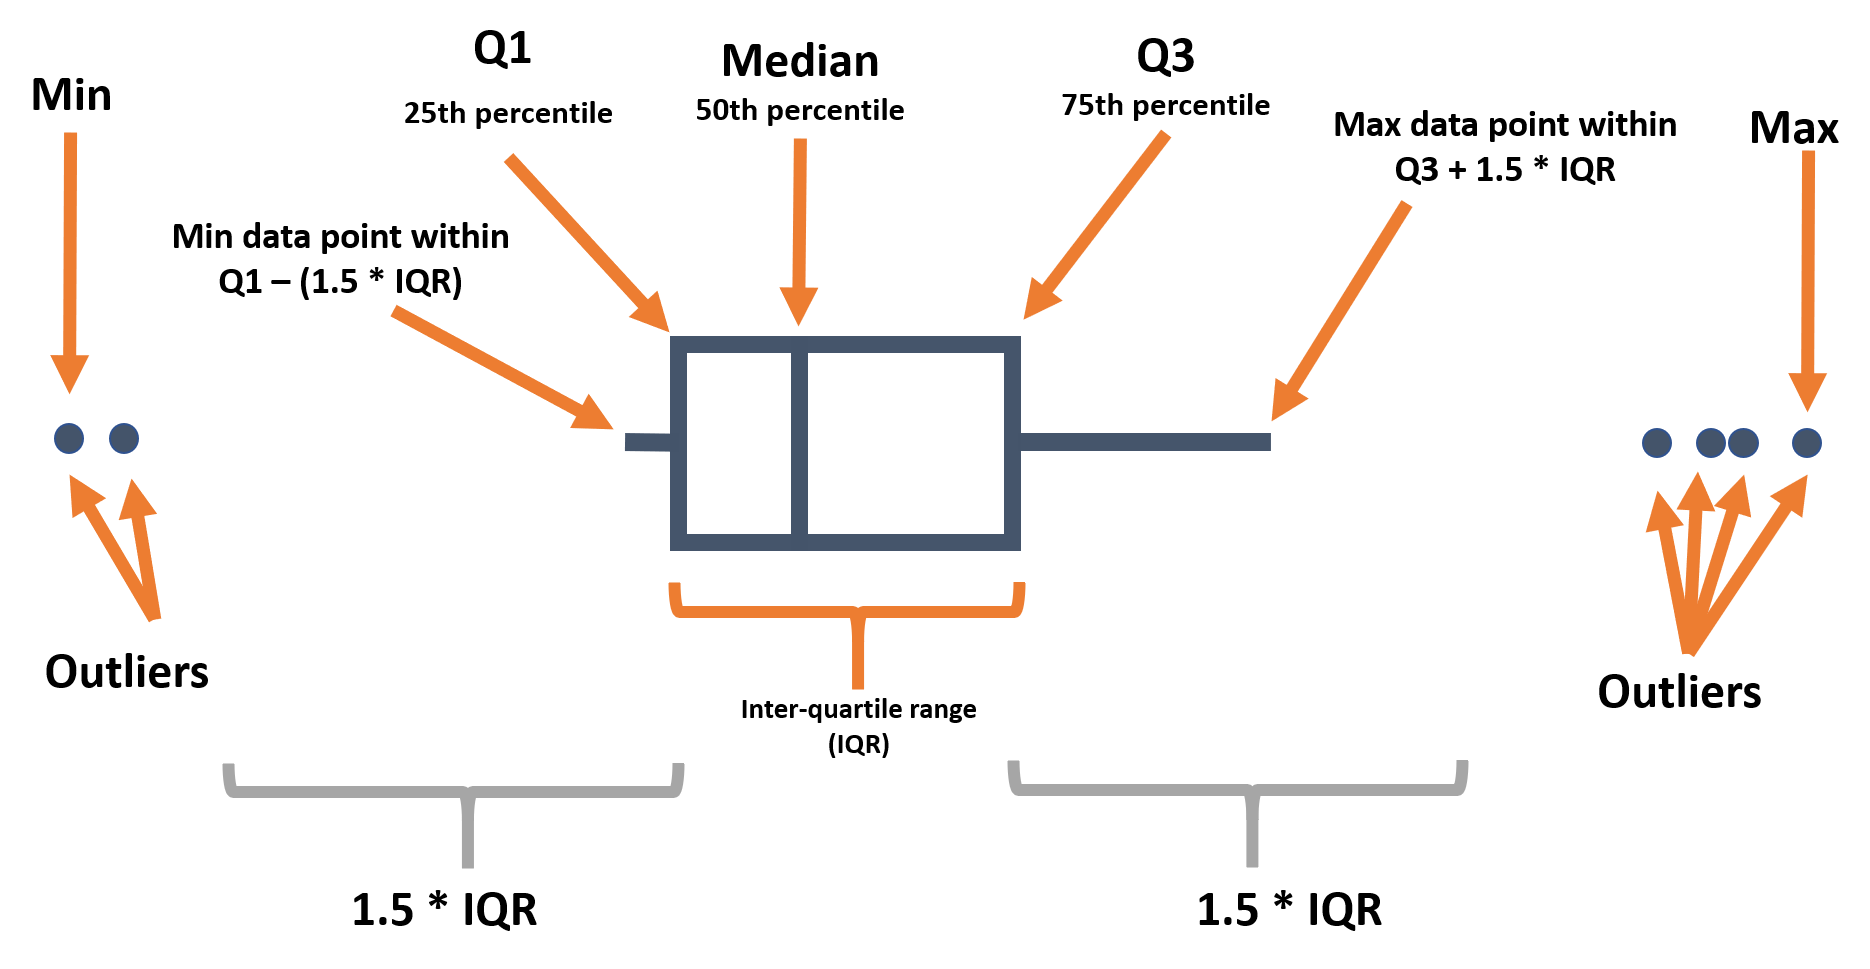 Min
Q1
25th percentile
Median
50th percentile
Q3
75th percentile
Max data point within
Q3 + 1.5 * IQR
Max
Min data point within
Q1 – (1.5 * IQR)
Outliers
Inter-quartile range
(IQR)
Outliers
1.5 * IQR
1.5 * IQR